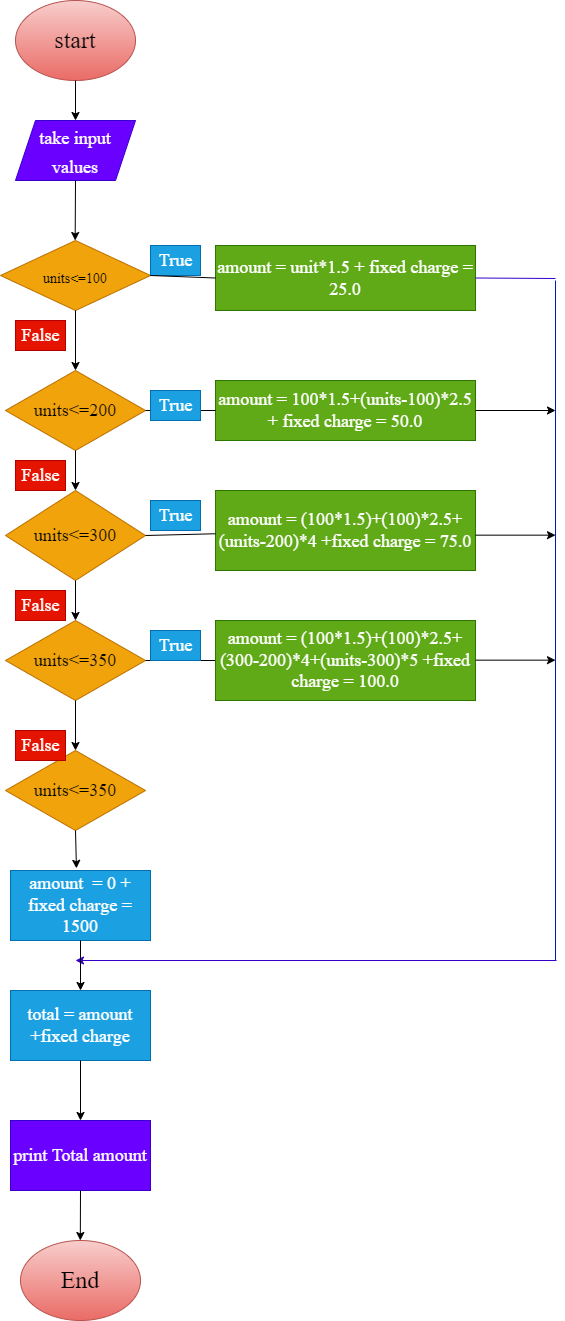 start
take input
values
units<=100
True
amount = unit*1.5 + fixed charge =
25.0
False
units<=200
True
amount = 100*1.5+(units-100)*2.5
+ fixed charge = 50.0
False
units<=300
True
amount = (100*1.5)+(100)*2.5+
(units-200)*4 +fixed charge = 75.0
False
units<=350
True
amount = (100*1.5)+(100)*2.5+
(300-200)*4+(units-300)*5 +fixed
charge = 100.0
False
units<=350
amount  = 0 +
fixed charge =
1500
total = amount
+fixed charge
print Total amount
End